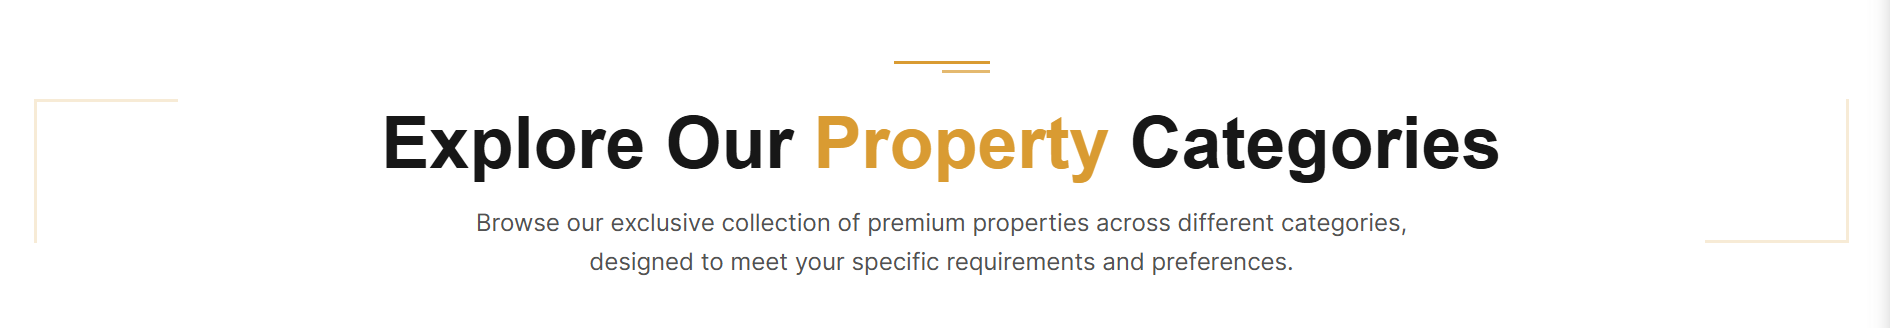 Explore Our Property Categories
Browse our exclusive collection of premium properties across different categories,
designed to meet your specific requirements and preferences.